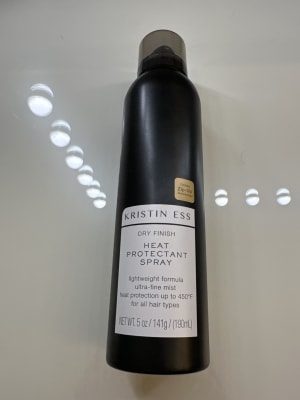 KRISTIN ESS
DRY FINISH
HEAT
PROTECTANT
SPRAY
lightweight formula
ultra-fine mist
heat protection up to 450°F
for all hair types
NET WT. 5 oz / 141g / (190mL)